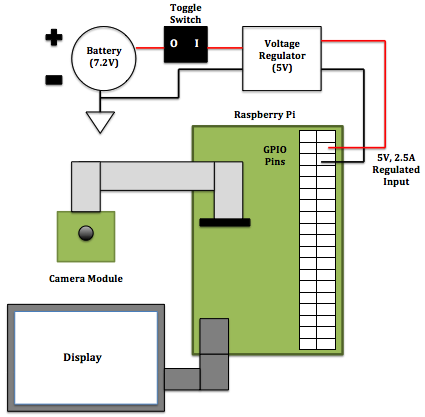 Toggle
Switch
Battery
(7.2V)
O I
Voltage
Regulator
(5V)
Raspberry Pi
GPIO
Pins
5V, 2.5A
Regulated
Input
Camera Module
Display